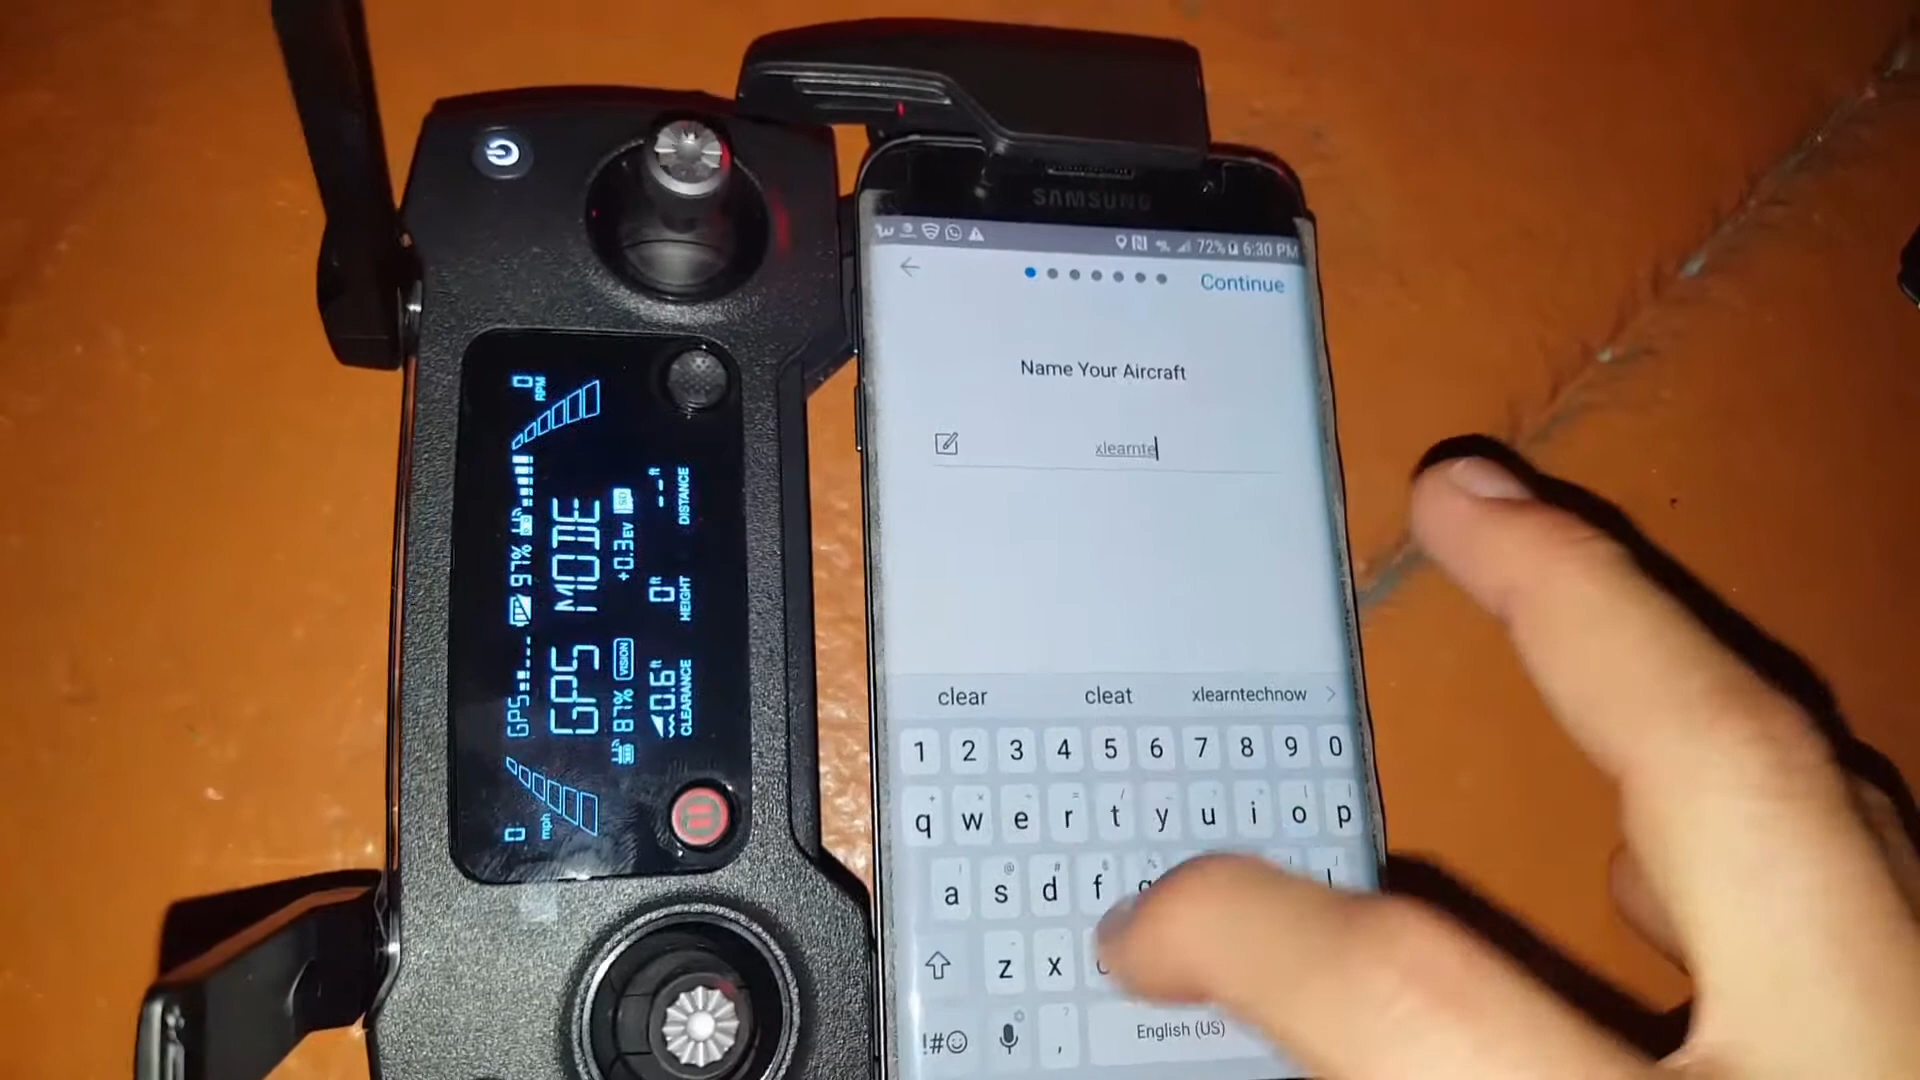 SAMSUNG
72% 6:30 PM
Continue
Name Your Aircraft
xlearnte
clear cleat xlearntechnow
1 2 3 4 5 6 7 8 9 0
q w e r t y u i o p
a s d f
z x
!#☺ , English (US)
0 mph GPS 97% 0 RPM
GPS MODE
87% VISION +0.3EV SD
0.6ft 0ft --ft
CLEARANCE HEIGHT DISTANCE